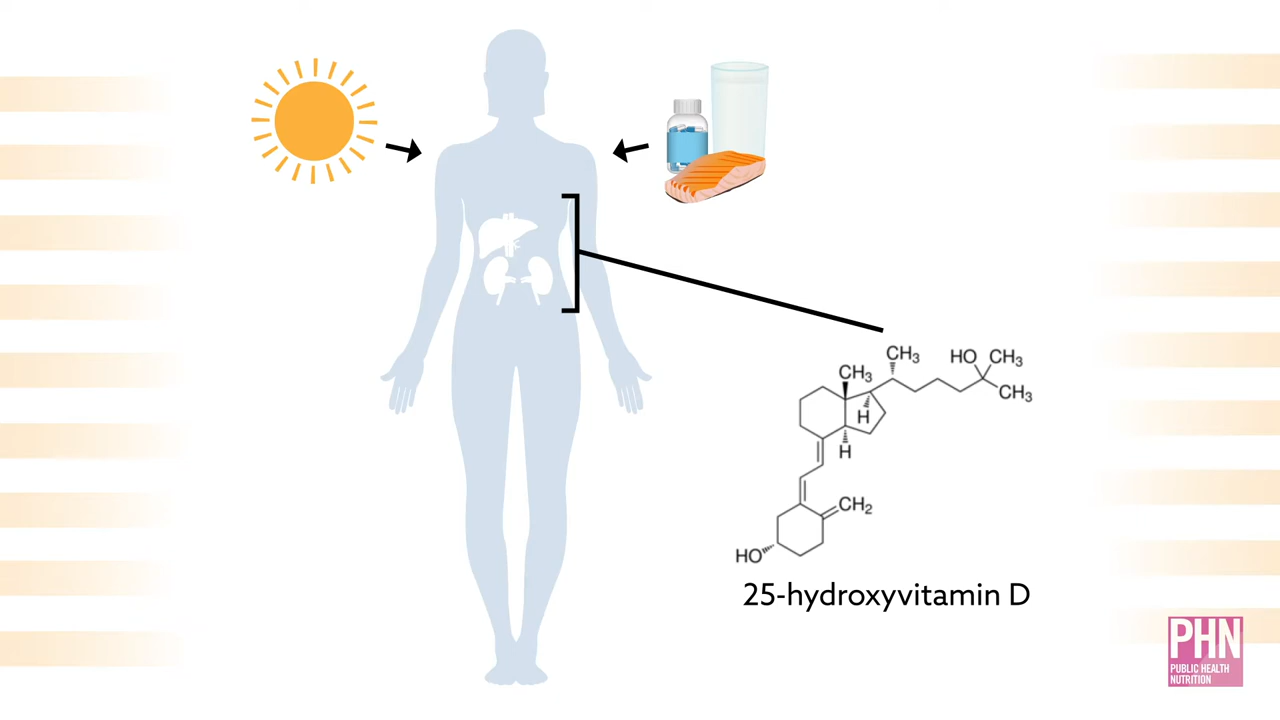 CH₃
HO
CH₃
CH₃
CH₃
H
H
CH₂
HO
25-hydroxyvitamin D
PHN
PUBLIC HEALTH
NUTRITION